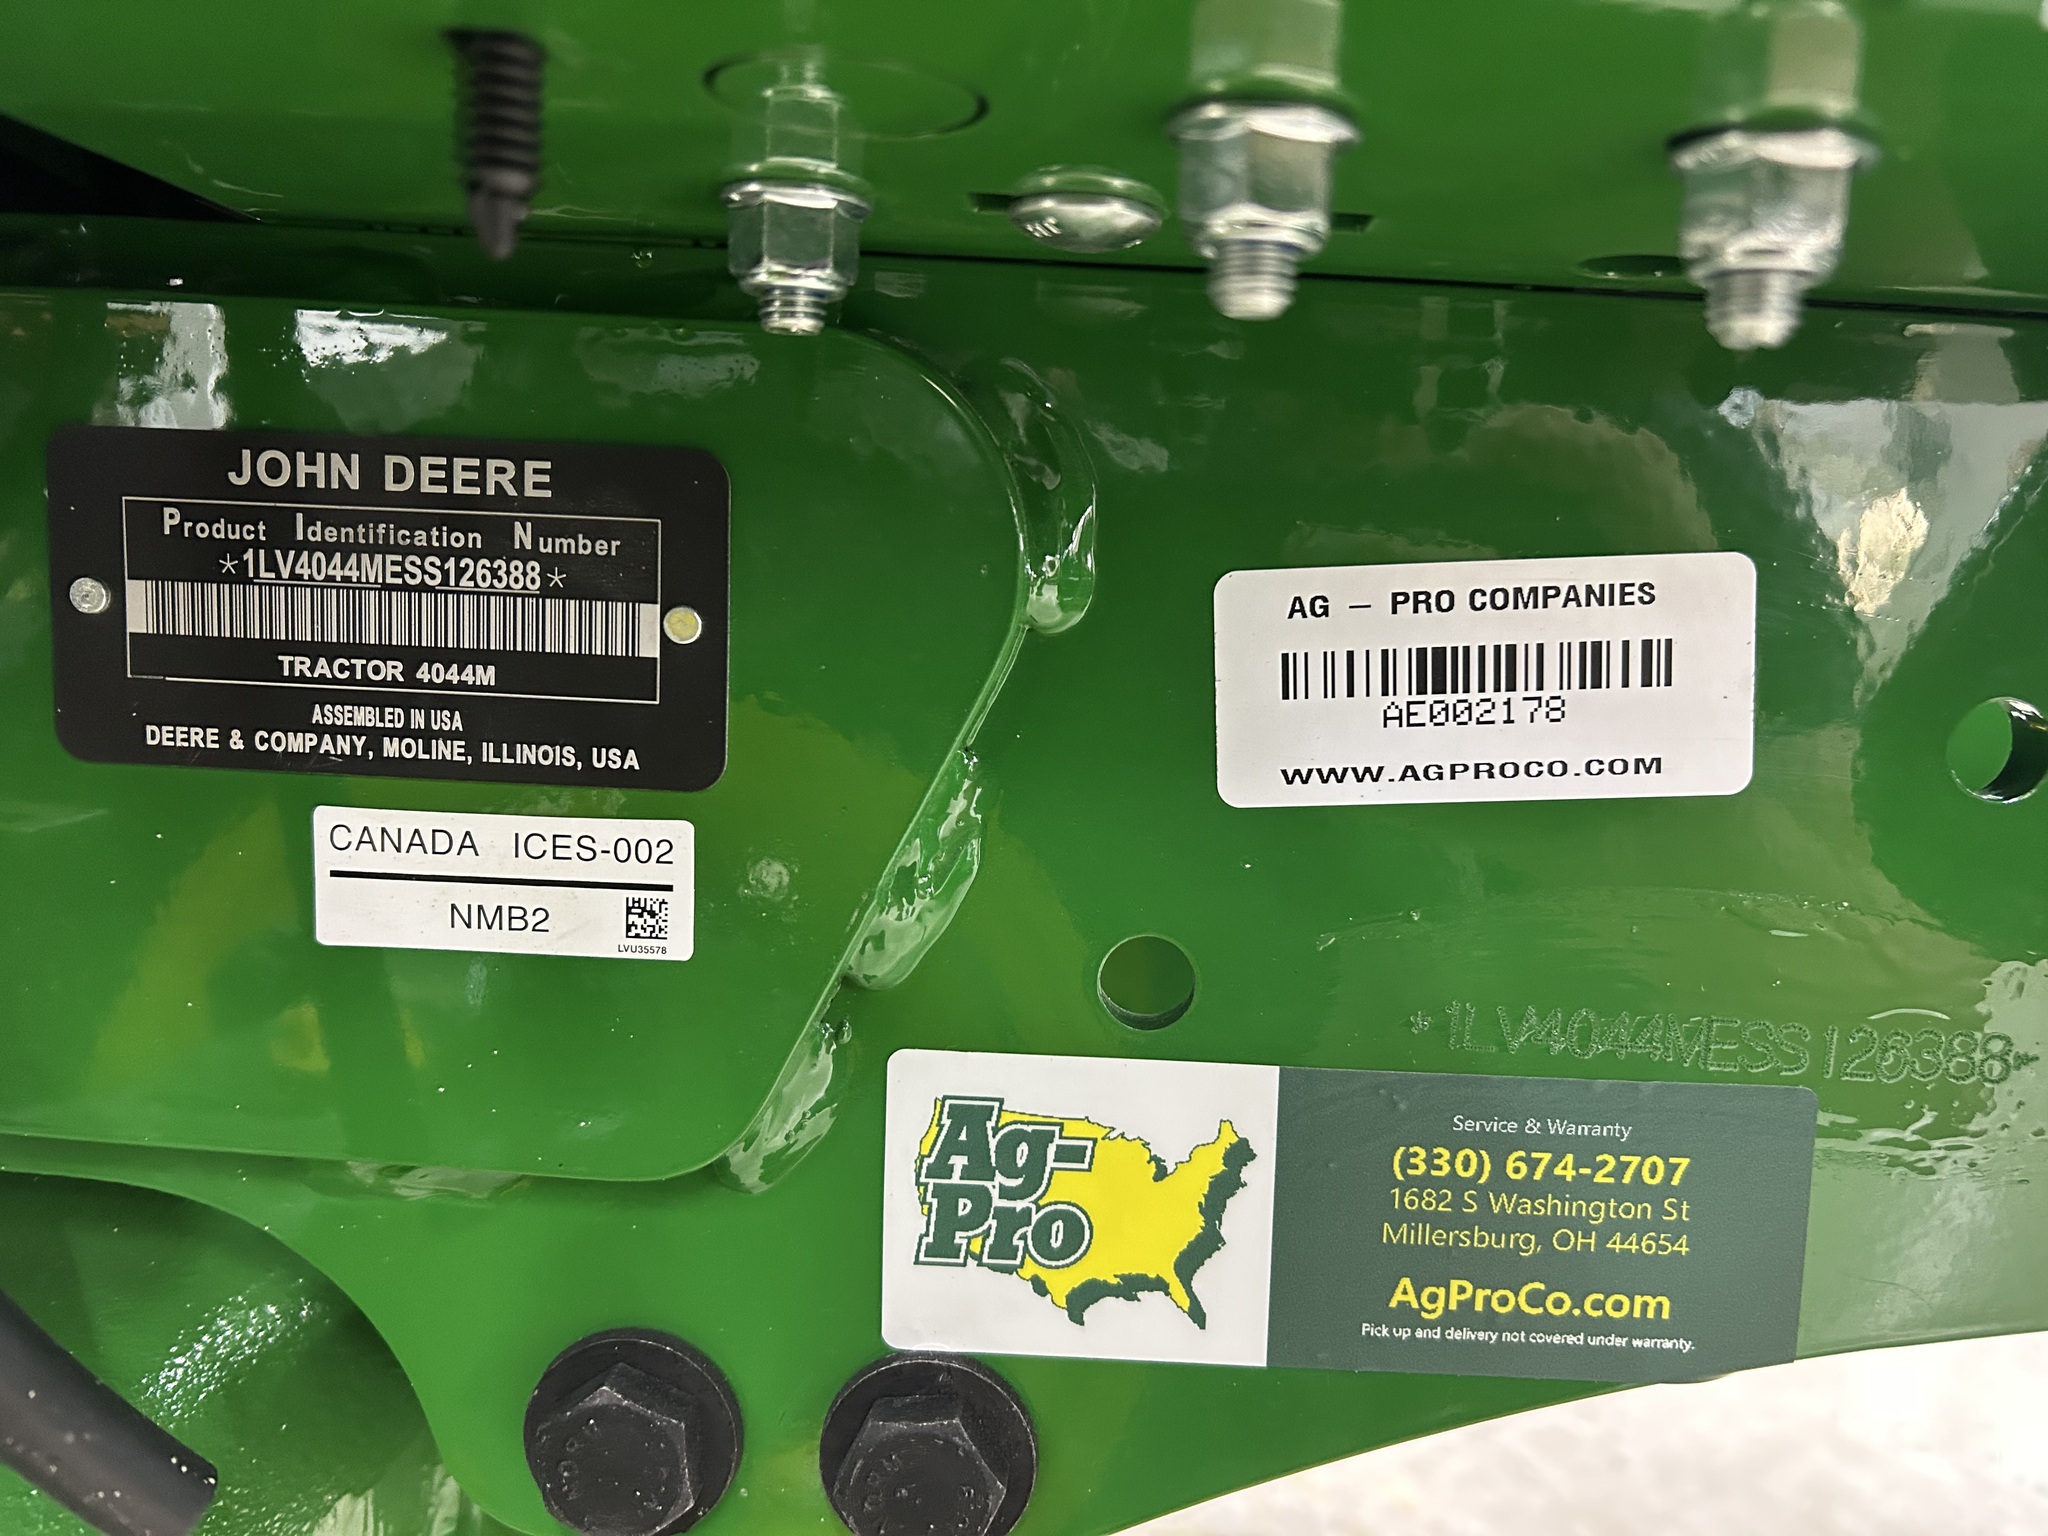 JOHN DEERE
Product Identification Number
*1LV4044MESS126388*
TRACTOR 4044M
ASSEMBLED IN USA
DEERE & COMPANY, MOLINE, ILLINOIS, USA
CANADA ICES-002
NMB2
LVU35578
AG – PRO COMPANIES
AE002178
WWW.AGPROCO.COM
*1LV4044MESS126388*
Ag-
Pro
Service & Warranty
(330) 674-2707
1682 S Washington St
Millersburg, OH 44654
AgProCo.com
Pick up and delivery not covered under warranty.